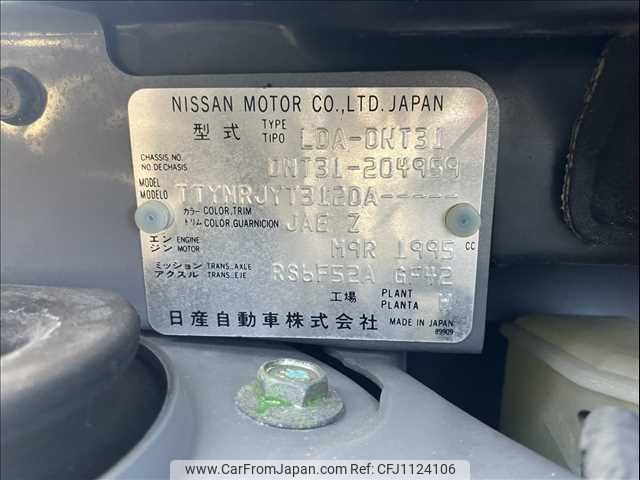 NISSAN MOTOR CO.,LTD. JAPAN
型式 TYPE TIPO LDA-DNT31
CHASSIS NO. NO.DECHASIS DNT31-204959
MODEL MODELO TTYNRJYT312DA-----
カラー COLOR,TRIM トリム COLOR,GUARNICION JAE Z
エンジン ENGINE MOTOR M9R 1995 CC
ミッション TRANS.,AXLE アクスル TRANS.,EJE RS6F52A GF42
工場 PLANT PLANTA W
日産自動車株式会社 MADE IN JAPAN
89909
www.CarFromJapan.com | REF:#CFJ1124106